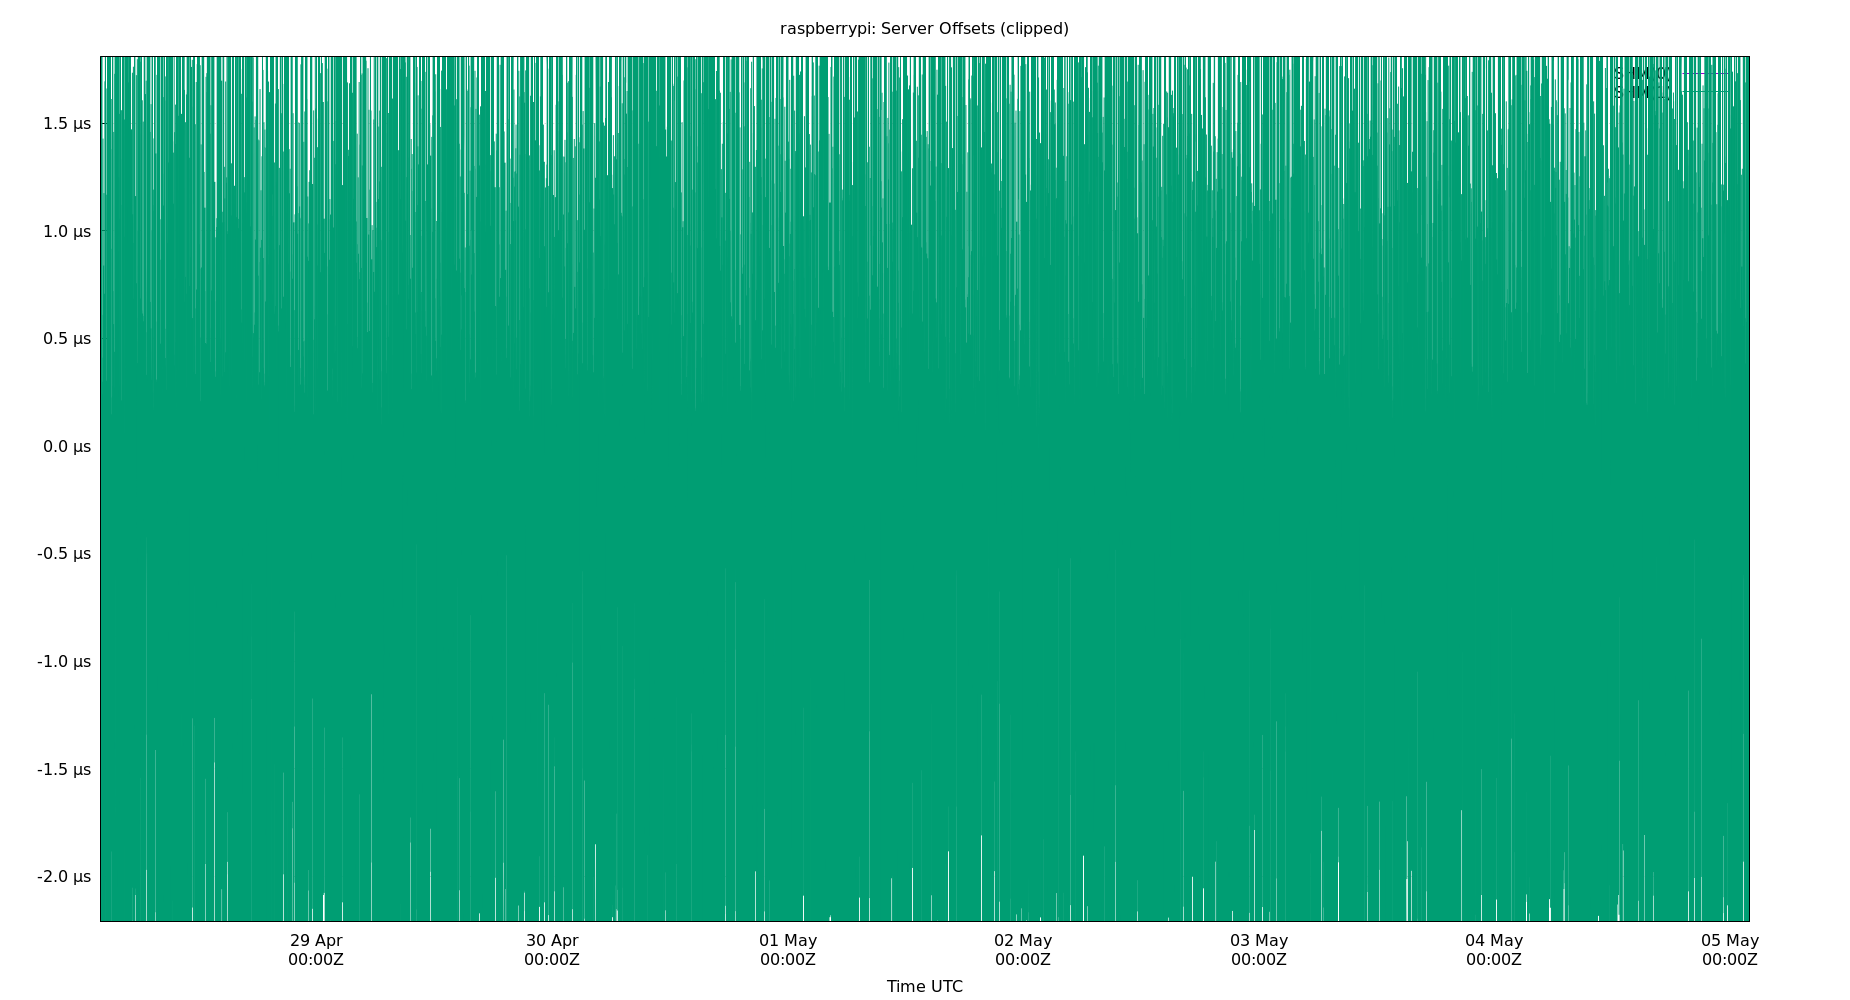 raspberrypi: Server Offsets (clipped)
1.5 µs
1.0 µs
0.5 µs
0.0 µs
-0.5 µs
-1.0 µs
-1.5 µs
-2.0 µs
29 Apr
00:00Z
30 Apr
00:00Z
01 May
00:00Z
02 May
00:00Z
03 May
00:00Z
04 May
00:00Z
05 May
00:00Z
Time UTC